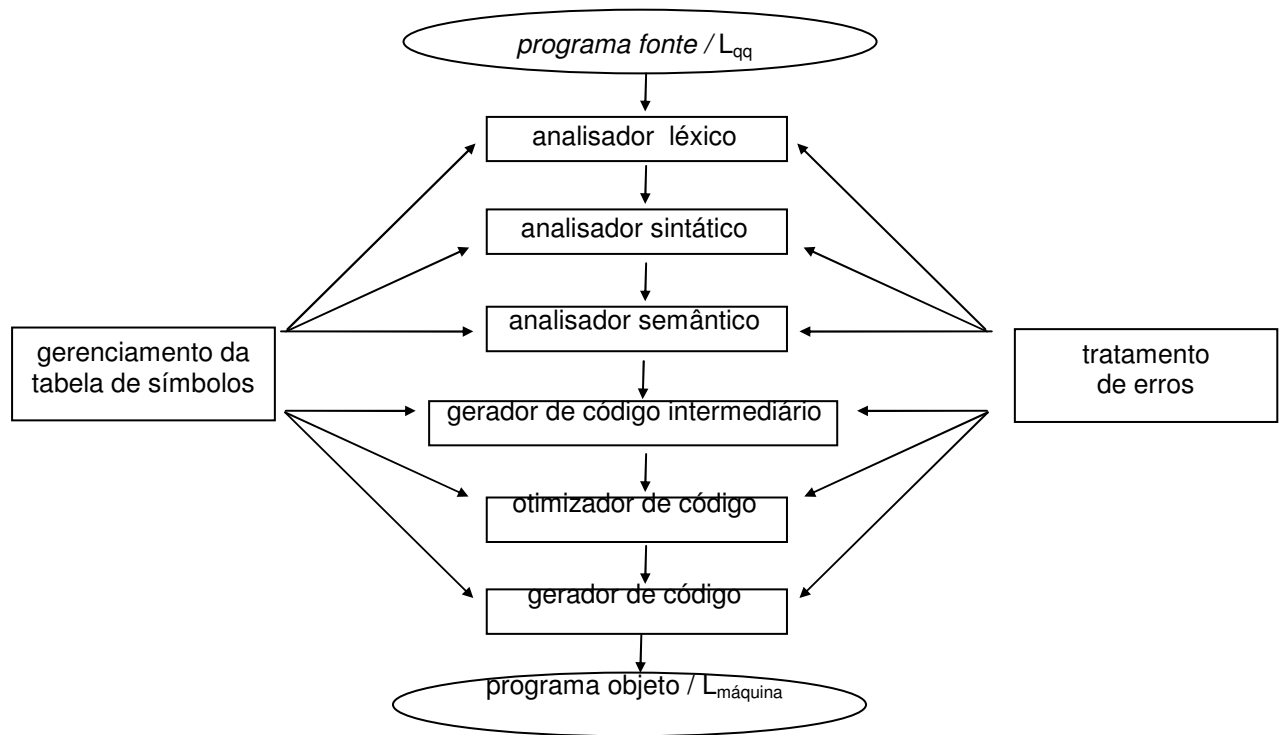 programa fonte / Lqq
analisador léxico
analisador sintático
analisador semântico
gerenciamento da
tabela de símbolos
tratamento
de erros
gerador de código intermediário
otimizador de código
gerador de código
programa objeto / Lmáquina